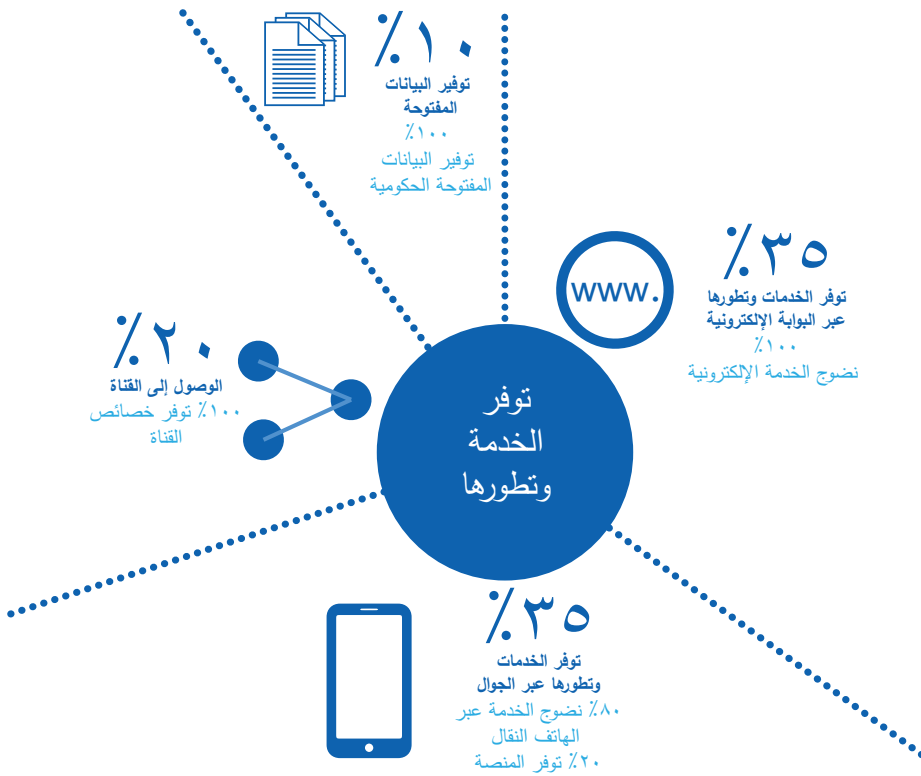 ٪١٠
توفير البيانات
المفتوحة
٪١٠٠
توفير البيانات
المفتوحة الحكومية
www.
٪٣٥
توفر الخدمات وتطورها
عبر البوابة الإلكترونية
٪١٠٠
نضوج الخدمة الإلكترونية
٪٢٠
الوصول إلى القناة
٪١٠٠ توفر خصائص
القناة
توفر
الخدمة
وتطورها
٪٣٥
توفر الخدمات
وتطورها عبر الجوال
٪٨٠ نضوج الخدمة عبر
الهاتف النقال
٪٢٠ توفر المنصة